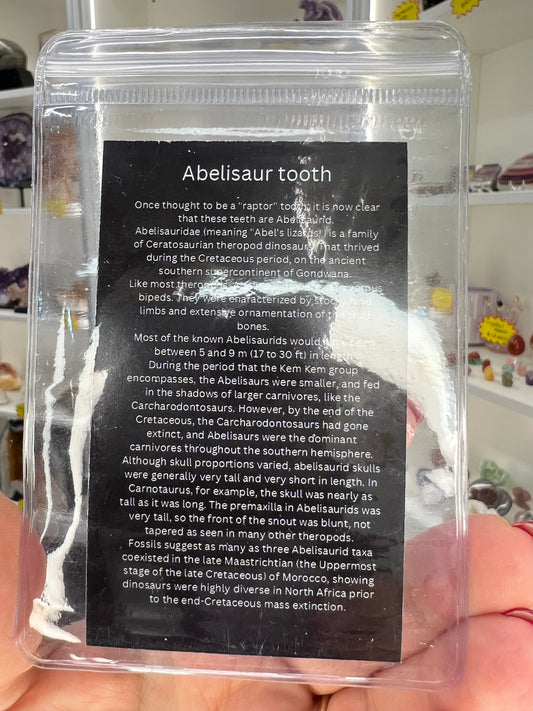 Abelisaur tooth
Once thought to be a "raptor" tooth, it is now clear
that these teeth are Abelisaurid.
Abelisauridae (meaning "Abel's lizards") is a family
of Ceratosaurian theropod dinosaurs that thrived
during the Cretaceous period, on the ancient
southern supercontinent of Gondwana.
Like most theropods, Abelisaurids were carnivorous
bipeds. They were characterized by stocky hind
limbs and extensive ornamentation of the skull
bones.
Most of the known Abelisaurids would have been
between 5 and 9 m (17 to 30 ft) in length.
During the period that the Kem Kem group
encompasses, the Abelisaurs were smaller, and fed
in the shadows of larger carnivores, like the
Carcharodontosaurs. However, by the end of the
Cretaceous, the Carcharodontosaurs had gone
extinct, and Abelisaurs were the dominant
carnivores throughout the southern hemisphere.
Although skull proportions varied, abelisaurid skulls
were generally very tall and very short in length. In
Carnotaurus, for example, the skull was nearly as
tall as it was long. The premaxilla in Abelisaurids was
very tall, so the front of the snout was blunt, not
tapered as seen in many other theropods.
Fossils suggest as many as three Abelisaurid taxa
coexisted in the late Maastrichtian (the Uppermost
stage of the late Cretaceous) of Morocco, showing
dinosaurs were highly diverse in North Africa prior
to the end-Cretaceous mass extinction.